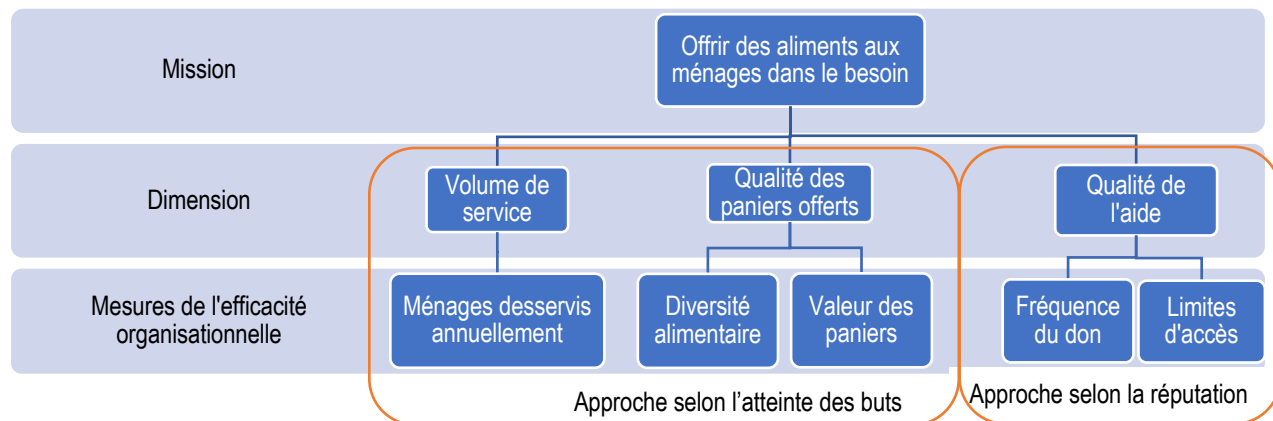 Mission
Offrir des aliments aux
ménages dans le besoin
Dimension
Volume de
service
Qualité des
paniers offerts
Qualité de
l'aide
Mesures de l'efficacité
organisationnelle
Ménages desservis
annuellement
Diversité
alimentaire
Valeur des
paniers
Fréquence
du don
Limites
d'accès
Approche selon l’atteinte des buts
Approche selon la réputation